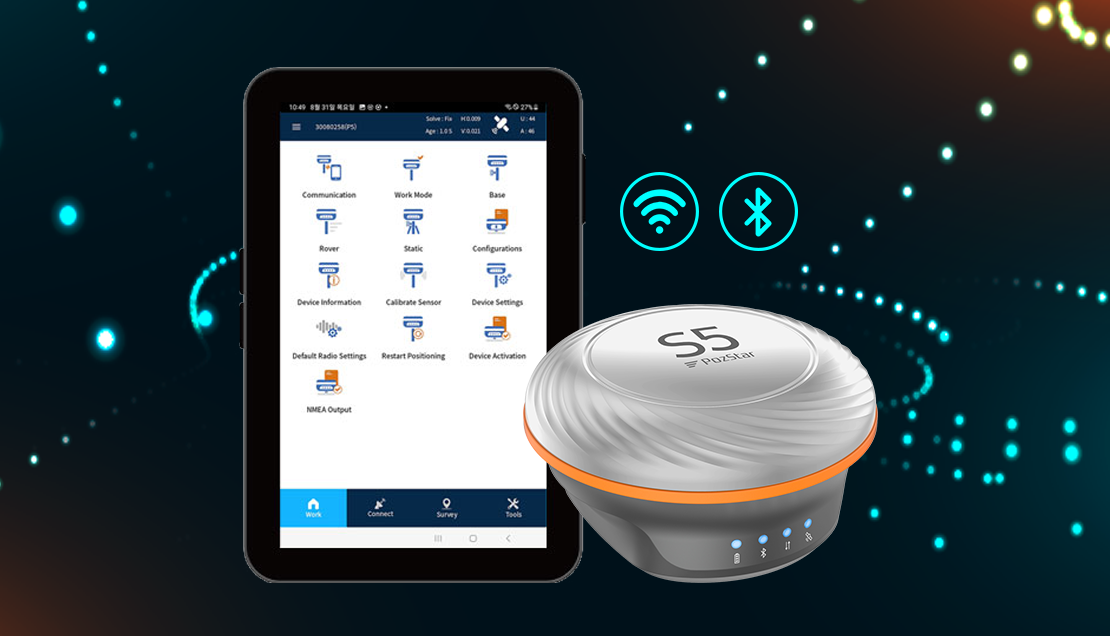 10:49 8월 31일 목요일 27%
30080258(P5)
Solve : Fix H:0.009 U : 44
Age : 1.0 S V:0.021 A : 46
Communication Work Mode Base
Rover Static Configurations
Device Information Calibrate Sensor Device Settings
Default Radio Settings Restart Positioning Device Activation
NMEA Output
Work Connect Survey Tools
S5
PozStar